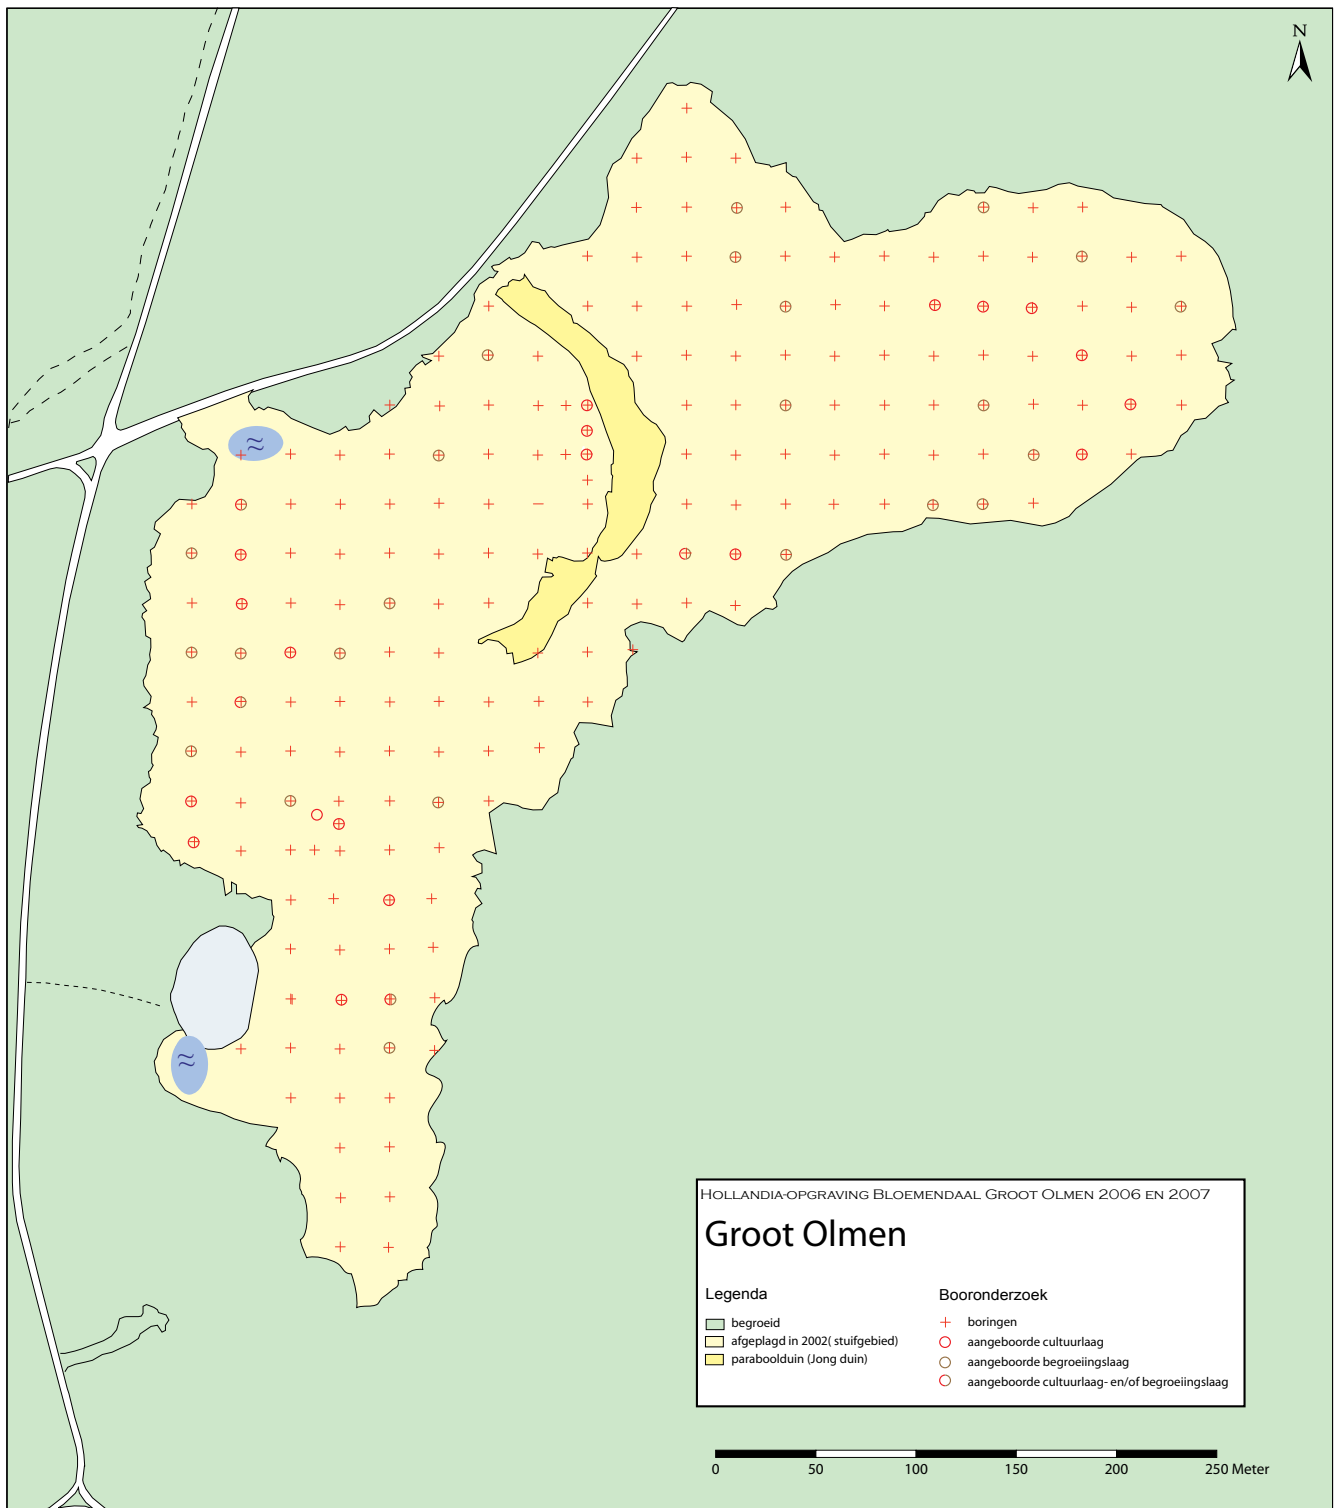 N
HOLLANDIA-OPGRAVING BLOEMENDAAL GROOT OLMEN 2006 EN 2007
Groot Olmen
Legenda
begroeid
afgeplagd in 2002( stuifgebied)
paraboolduin (Jong duin)
Booronderzoek
boringen
aangeboorde cultuurlaag
aangeboorde begroeiingslaag
aangeboorde cultuurlaag- en/of begroeiingslaag
0 50 100 150 200 250 Meter